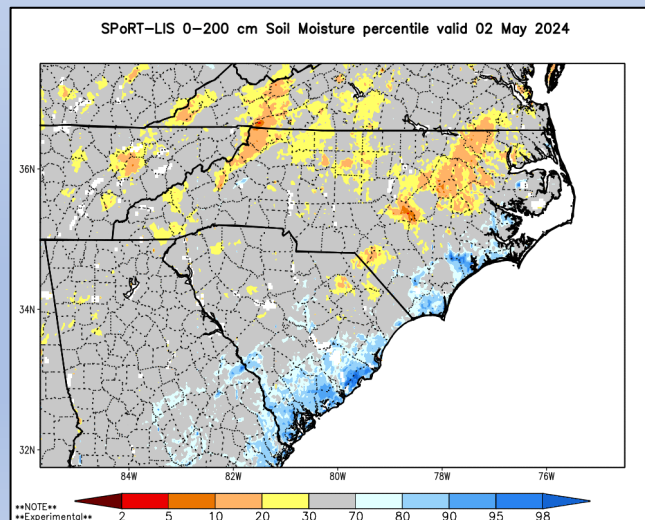 SPoRT-LIS 0-200 cm Soil Moisture percentile valid 02 May 2024
36N
34N
32N
84W 82W 80W 78W 76W
**NOTE**
**Experimental**
2 5 10 20 30 70 80 90 95 98